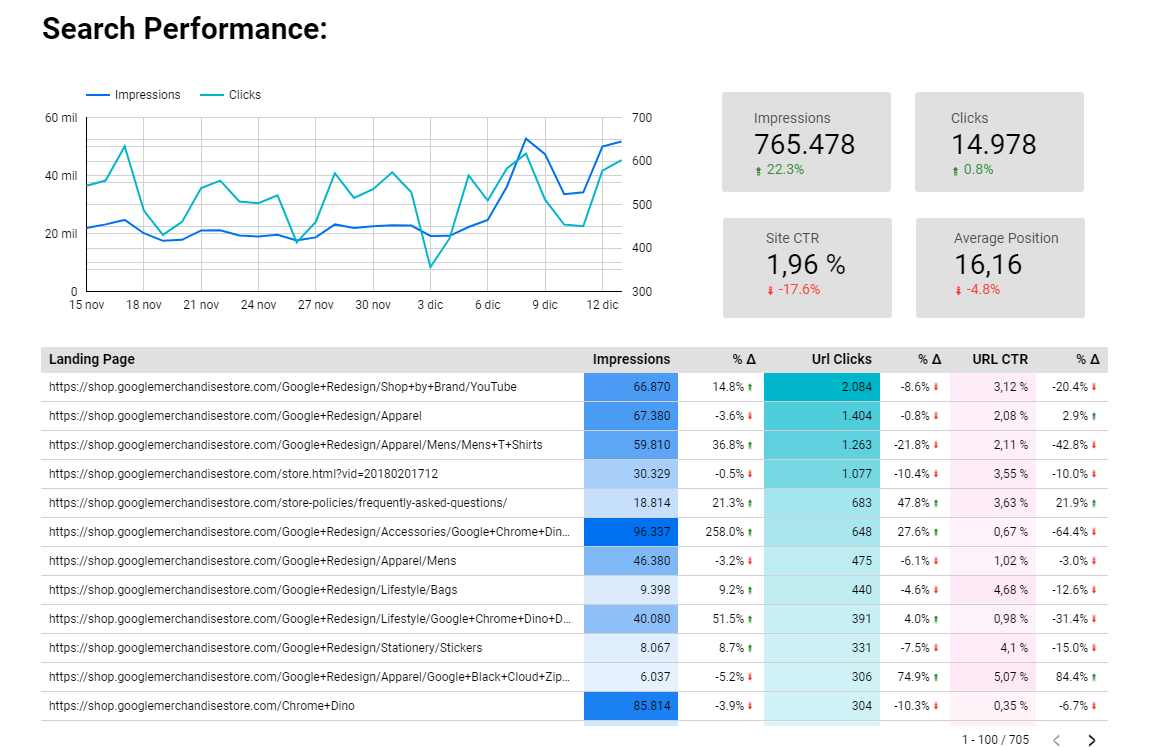 Search Performance:
Impressions Clicks
60 mil
40 mil
20 mil
0
700
600
500
400
300
15 nov 18 nov 21 nov 24 nov 27 nov 30 nov 3 dic 6 dic 9 dic 12 dic
Impressions
765.478
22.3%
Clicks
14.978
0.8%
Site CTR
1,96 %
-17.6%
Average Position
16,16
-4.8%
Landing Page Impressions % Δ Url Clicks % Δ URL CTR % Δ
https://shop.googlemerchandisestore.com/Google+Redesign/Shop+by+Brand/YouTube 66.870 14.8% 2.084 -8.6% 3,12 % -20.4%
https://shop.googlemerchandisestore.com/Google+Redesign/Apparel 67.380 -3.6% 1.404 -0.8% 2,08 % 2.9%
https://shop.googlemerchandisestore.com/Google+Redesign/Apparel/Mens/Mens+T+Shirts 59.810 36.8% 1.263 -21.8% 2,11 % -42.8%
https://shop.googlemerchandisestore.com/store.html?vid=20180201712 30.329 -0.5% 1.077 -10.4% 3,55 % -10.0%
https://shop.googlemerchandisestore.com/store-policies/frequently-asked-questions/ 18.814 21.3% 683 47.8% 3,63 % 21.9%
https://shop.googlemerchandisestore.com/Google+Redesign/Accessories/Google+Chrome+Din... 96.337 258.0% 648 27.6% 0,67 % -64.4%
https://shop.googlemerchandisestore.com/Google+Redesign/Apparel/Mens 46.380 -3.2% 475 -6.1% 1,02 % -3.0%
https://shop.googlemerchandisestore.com/Google+Redesign/Lifestyle/Bags 9.398 9.2% 440 -4.6% 4,68 % -12.6%
https://shop.googlemerchandisestore.com/Google+Redesign/Lifestyle/Google+Chrome+Dino+D... 40.080 51.5% 391 4.0% 0,98 % -31.4%
https://shop.googlemerchandisestore.com/Google+Redesign/Stationery/Stickers 8.067 8.7% 331 -7.5% 4,1 % -15.0%
https://shop.googlemerchandisestore.com/Google+Redesign/Apparel/Google+Black+Cloud+Zip... 6.037 -5.2% 306 74.9% 5,07 % 84.4%
https://shop.googlemerchandisestore.com/Chrome+Dino 85.814 -3.9% 304 -10.3% 0,35 % -6.7%
1 - 100 / 705